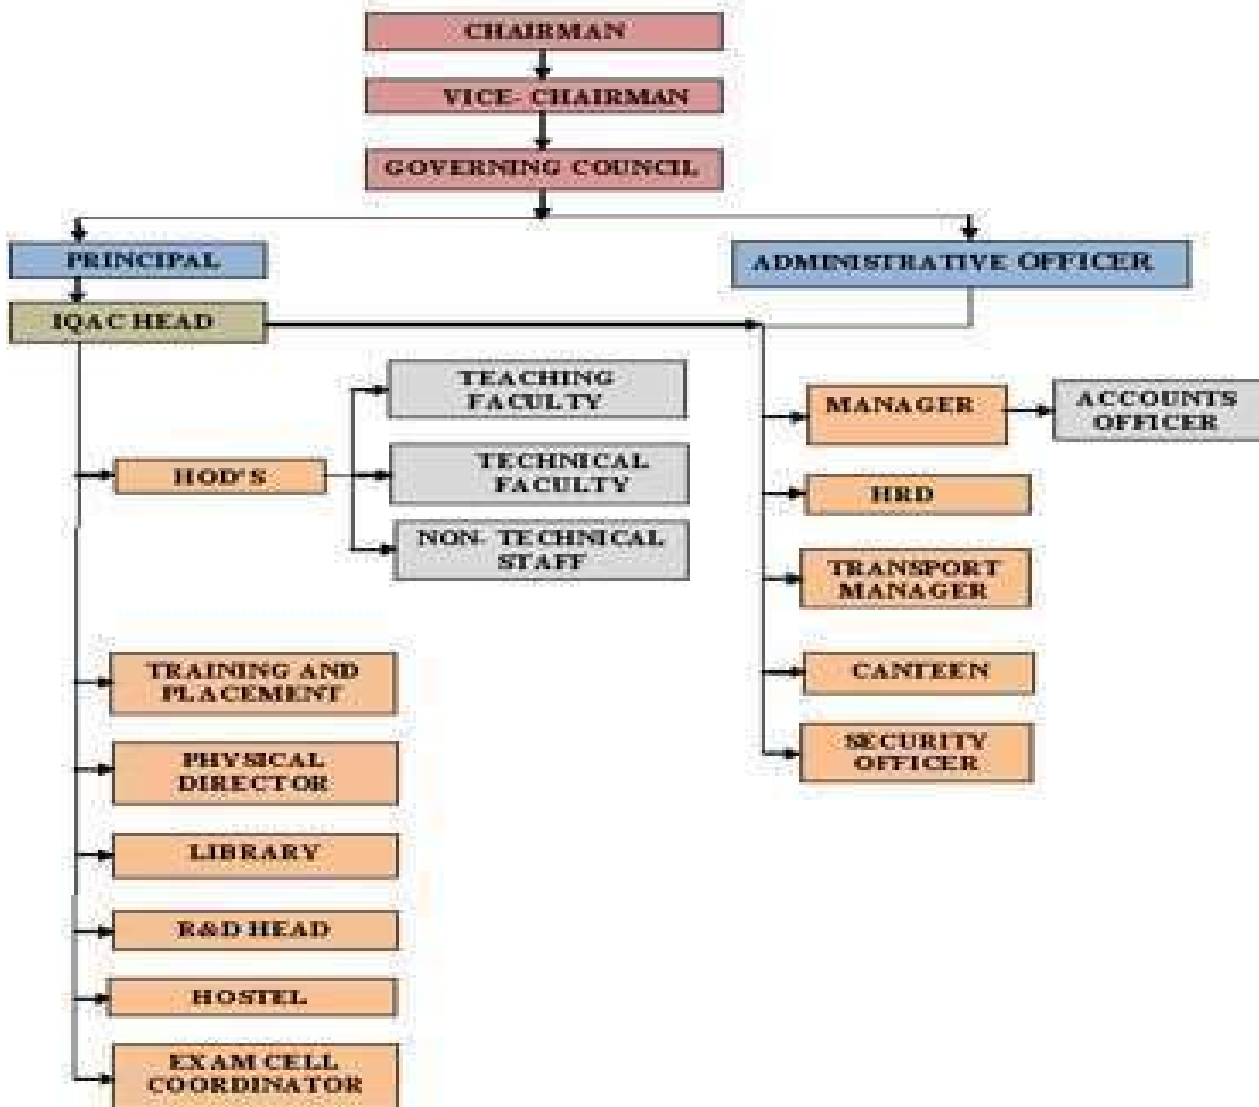 CHAIRMAN
VICE- CHAIRMAN
GOVERNING COUNCIL
PRINCIPAL
ADMINISTRATIVE OFFICER
IQAC HEAD
TEACHING
FACULTY
MANAGER
ACCOUNTS
OFFICER
HOD'S
TECHNICAL
FACULTY
HRD
NON- TECHNICAL
STAFF
TRANSPORT
MANAGER
TRAINING AND
PLACEMENT
CANTEEN
PHYSICAL
DIRECTOR
SECURITY
OFFICER
LIBRARY
R&D HEAD
HOSTEL
EXAM CELL
COORDINATOR